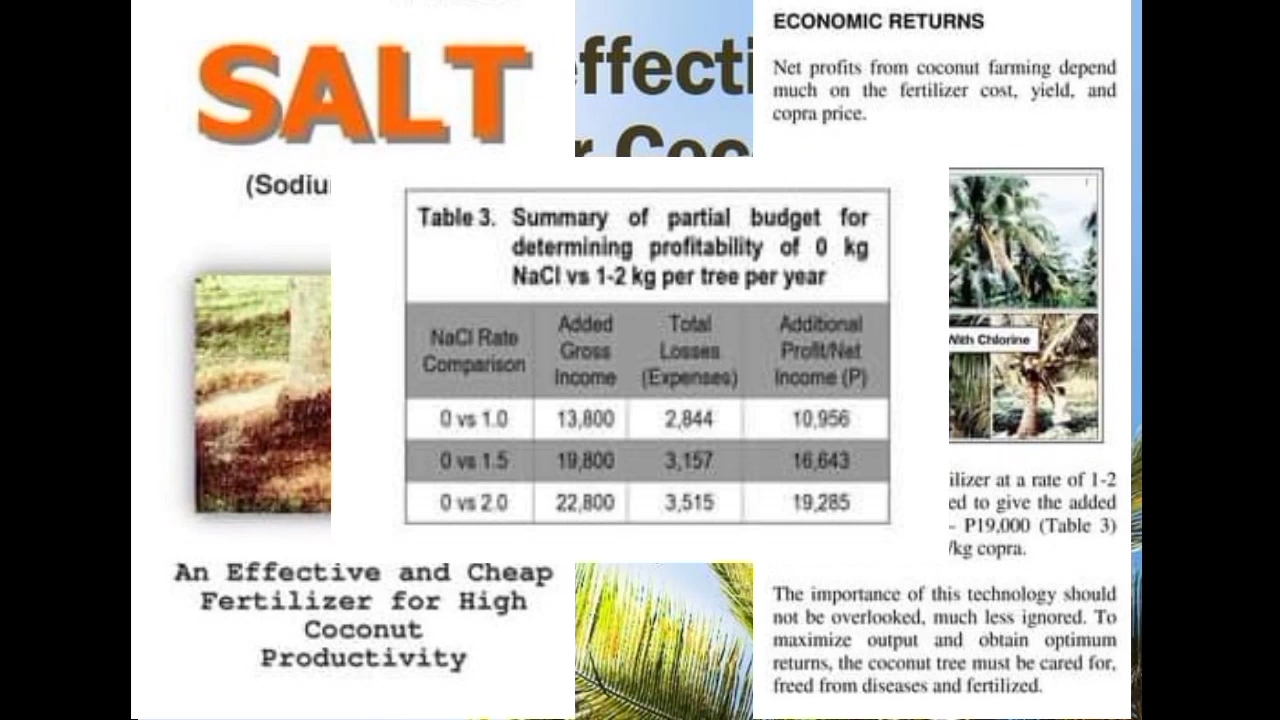 SALT
(Sodiu
An Effective and Cheap
Fertilizer for High
Coconut
Productivity
ffecti
r Coc
ECONOMIC RETURNS
Net profits from coconut farming depend
much on the fertilizer cost, yield, and
copra price.
Table 3. Summary of partial budget for
determining profitability of 0 kg
NaCl vs 1-2 kg per tree per year
NaCl Rate Comparison Added Gross Income Total Losses (Expenses) Additional Profit/Net Income (P)
0 vs 1.0 13,800 2,844 10,956
0 vs 1.5 19,800 3,157 16,643
0 vs 2.0 22,800 3,515 19,285
With Chlorine
ilizer at a rate of 1-2
ed to give the added
- P19,000 (Table 3)
/kg copra.
The importance of this technology should
not be overlooked, much less ignored. To
maximize output and obtain optimum
returns, the coconut tree must be cared for,
freed from diseases and fertilized.